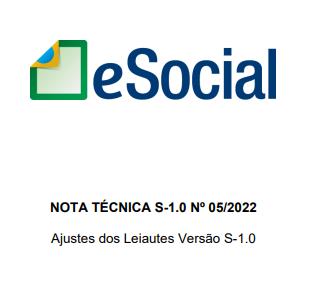 eSocial
NOTA TÉCNICA S-1.0 Nº 05/2022
Ajustes dos Leiautes Versão S-1.0